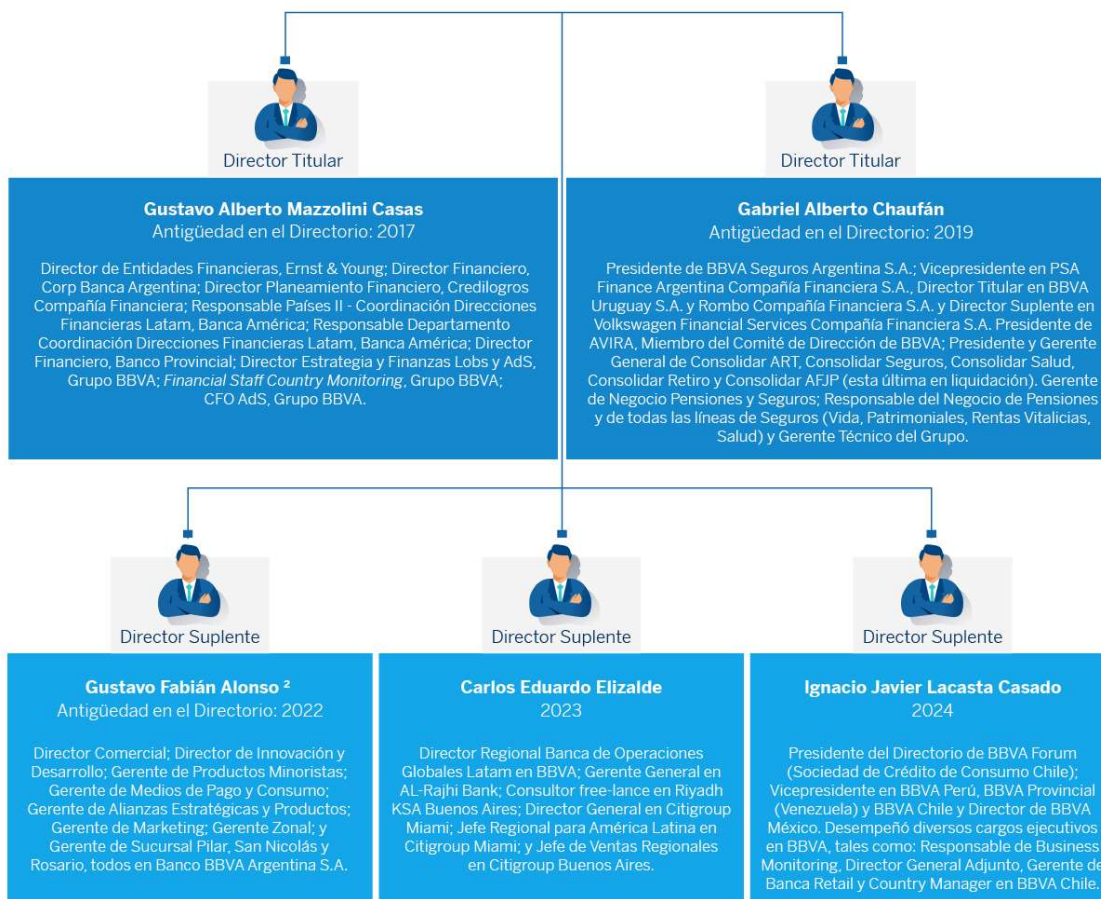 Director Titular
Gustavo Alberto Mazzolini Casas
Antigüedad en el Directorio: 2017
Director de Entidades Financieras, Ernst & Young; Director Financiero,
Corp Banca Argentina; Director Planeamiento Financiero, Credilogros
Compañía Financiera; Responsable Países II - Coordinación Direcciones
Financieras Latam, Banca América; Responsable Departamento
Coordinación Direcciones Financieras Latam, Banca América; Director
Financiero, Banco Provincial; Director Estrategia y Finanzas Lobs y AdS,
Grupo BBVA; Financial Staff Country Monitoring, Grupo BBVA;
CFO AdS, Grupo BBVA.
Director Titular
Gabriel Alberto Chaufán
Antigüedad en el Directorio: 2019
Presidente de BBVA Seguros Argentina S.A.; Vicepresidente en PSA
Finance Argentina Compañía Financiera S.A., Director Titular en BBVA
Uruguay S.A. y Rombo Compañía Financiera S.A. y Director Suplente en
Volkswagen Financial Services Compañía Financiera S.A. Presidente de
AVIRA, Miembro del Comité de Dirección de BBVA; Presidente y Gerente
General de Consolidar ART, Consolidar Seguros, Consolidar Salud,
Consolidar Retiro y Consolidar AFJP (esta última en liquidación). Gerente
de Negocio Pensiones y Seguros; Responsable del Negocio de Pensiones
y de todas las líneas de Seguros (Vida, Patrimoniales, Rentas Vitalicias,
Salud) y Gerente Técnico del Grupo.
Director Suplente
Gustavo Fabián Alonso ²
Antigüedad en el Directorio: 2022
Director Comercial; Director de Innovación y
Desarrollo; Gerente de Productos Minoristas;
Gerente de Medios de Pago y Consumo;
Gerente de Alianzas Estratégicas y Productos;
Gerente de Marketing; Gerente Zonal; y
Gerente de Sucursal Pilar, San Nicolás y
Rosario, todos en Banco BBVA Argentina S.A.
Director Suplente
Carlos Eduardo Elizalde
2023
Director Regional Banca de Operaciones
Globales Latam en BBVA; Gerente General en
AL-Rajhi Bank; Consultor free-lance en Riyadh
KSA Buenos Aires; Director General en Citigroup
Miami; Jefe Regional para América Latina en
Citigroup Miami; y Jefe de Ventas Regionales
en Citigroup Buenos Aires.
Director Suplente
Ignacio Javier Lacasta Casado
2024
Presidente del Directorio de BBVA Forum
(Sociedad de Crédito de Consumo Chile);
Vicepresidente en BBVA Perú, BBVA Provincial
(Venezuela) y BBVA Chile y Director de BBVA
México. Desempeñó diversos cargos ejecutivos
en BBVA, tales como: Responsable de Business
Monitoring, Director General Adjunto, Gerente de
Banca Retail y Country Manager en BBVA Chile.